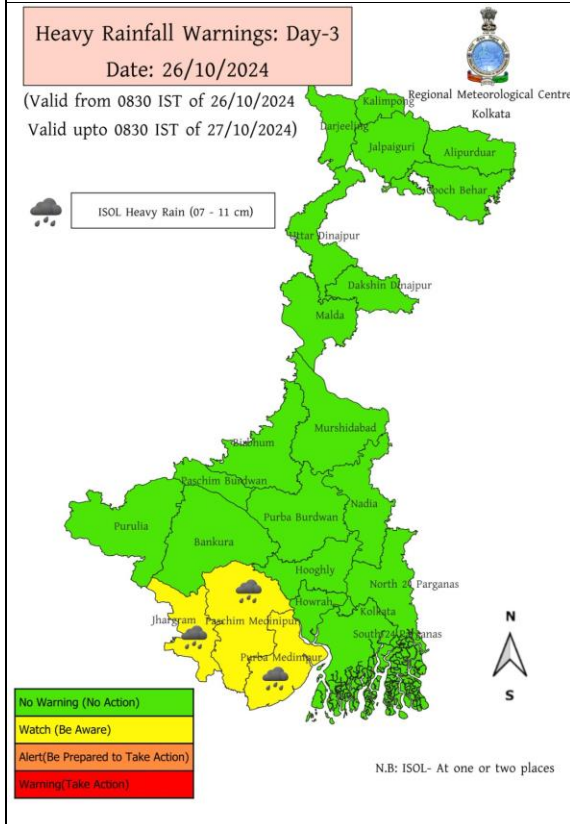 Heavy Rainfall Warnings: Day-3
Date: 26/10/2024
(Valid from 0830 IST of 26/10/2024
Valid upto 0830 IST of 27/10/2024)
Regional Meteorological Centre
Kolkata
ISOL Heavy Rain (07 - 11 cm)
Kalimpong
Darjeeling
Jalpaiguri
Alipurduar
Cooch Behar
Uttar Dinajpur
Dakshin Dinajpur
Malda
Murshidabad
Birbhum
Paschim Burdwan
Nadia
Purba Burdwan
Purulia
Bankura
Hooghly
North 24 Parganas
Howrah
Kolkata
Jhargram
Paschim Medinipur
South 24 Parganas
Purba Medinipur
N
S
No Warning (No Action)
Watch (Be Aware)
Alert(Be Prepared to Take Action)
Warning(Take Action)
N.B: ISOL- At one or two places